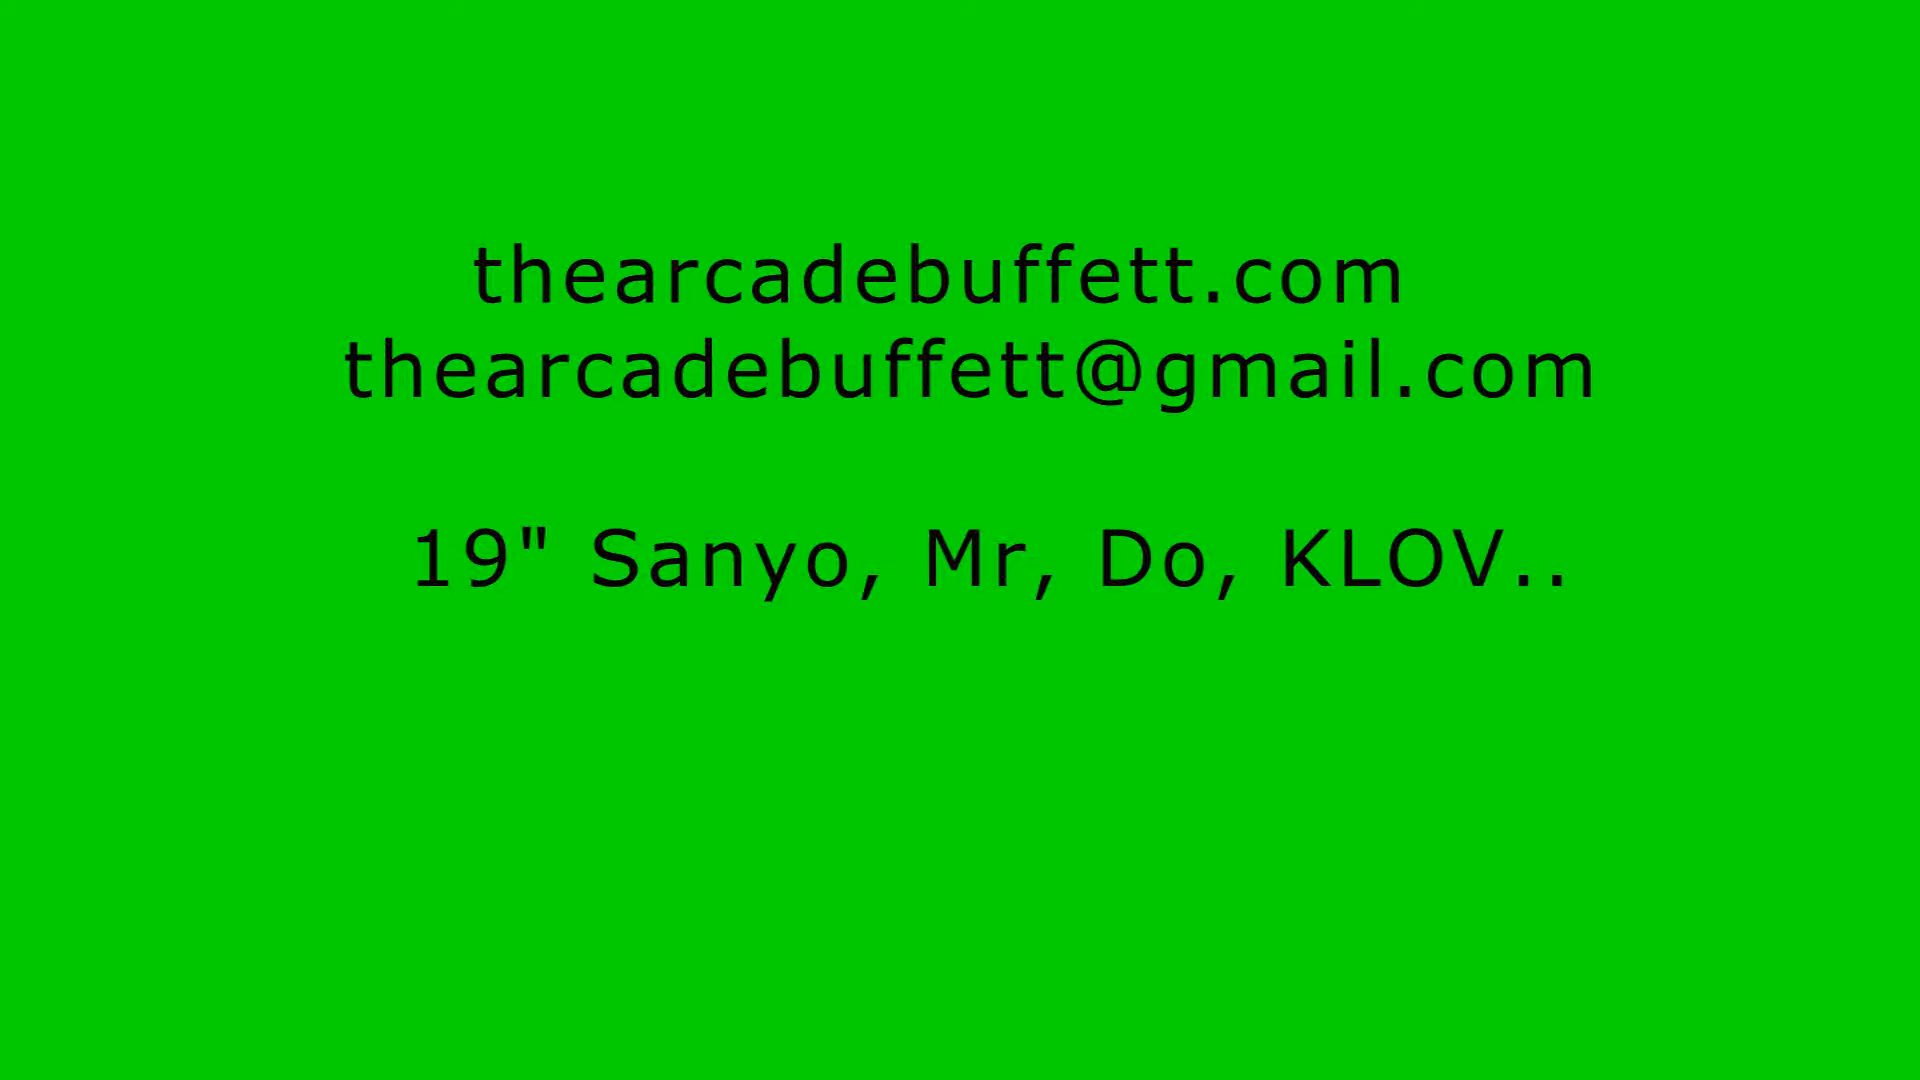 thearcadebuffett.com
thearcadebuffett@gmail.com
19" Sanyo, Mr, Do, KLOV..